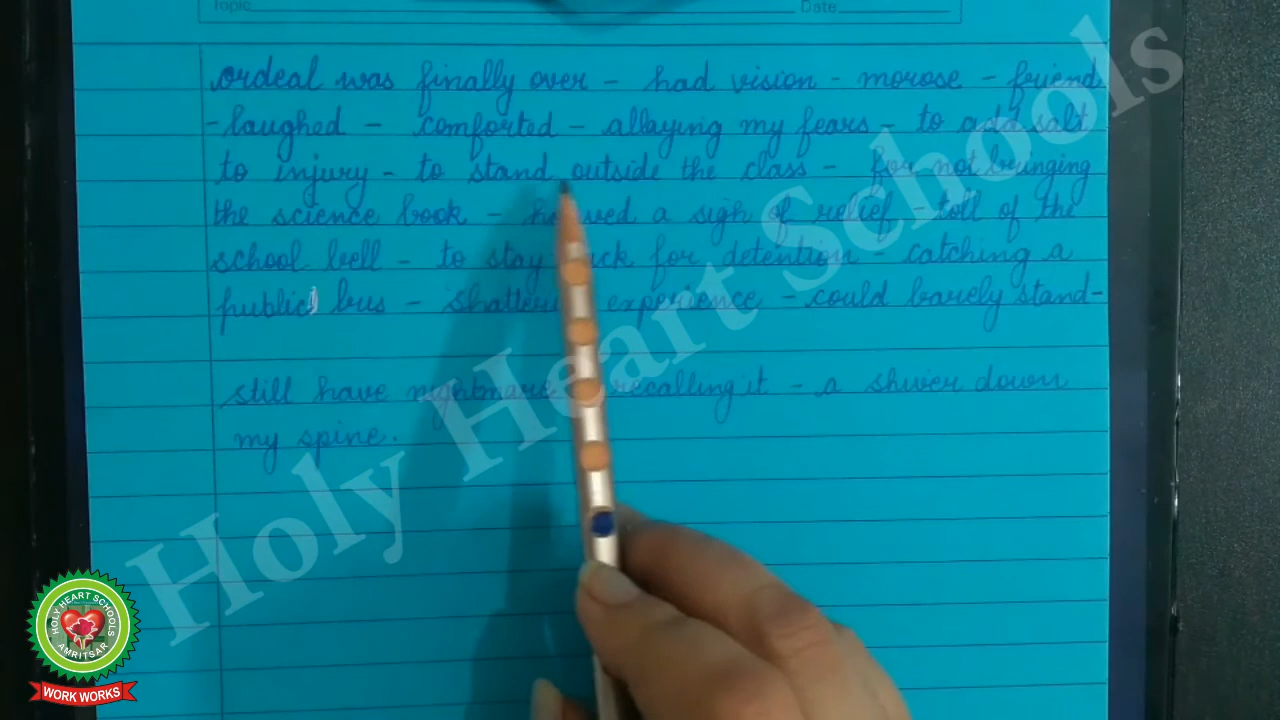 Topic Date
ordeal was finally over - had vision - morose - friend
- laughed - comforted - allaying my fears - to add salt
to injury - to stand outside the class - for not bringing
the science book - heaved a sigh of relief - toll of the
school bell - to stay back for detention - catching a
public bus - shattering experience - could barely stand -
still have nightmare recalling it - a shiver down
my spine.
Holy Heart Schools
HOLY HEART SCHOOLS
AMRITSAR
WORK WORKS